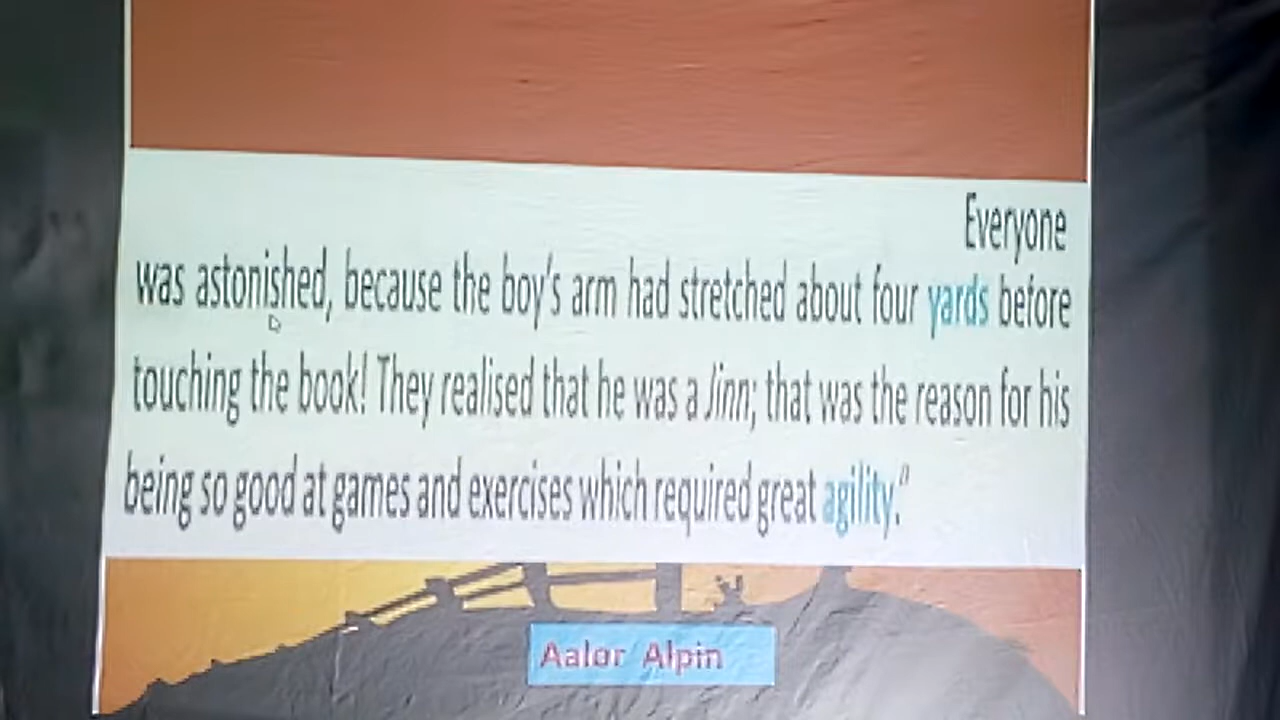 Everyone
was astonished, because the boy's arm had stretched about four yards before
touching the book! They realised that he was a Jinn; that was the reason for his
being so good at games and exercises which required great agility."
Aalor Alpin